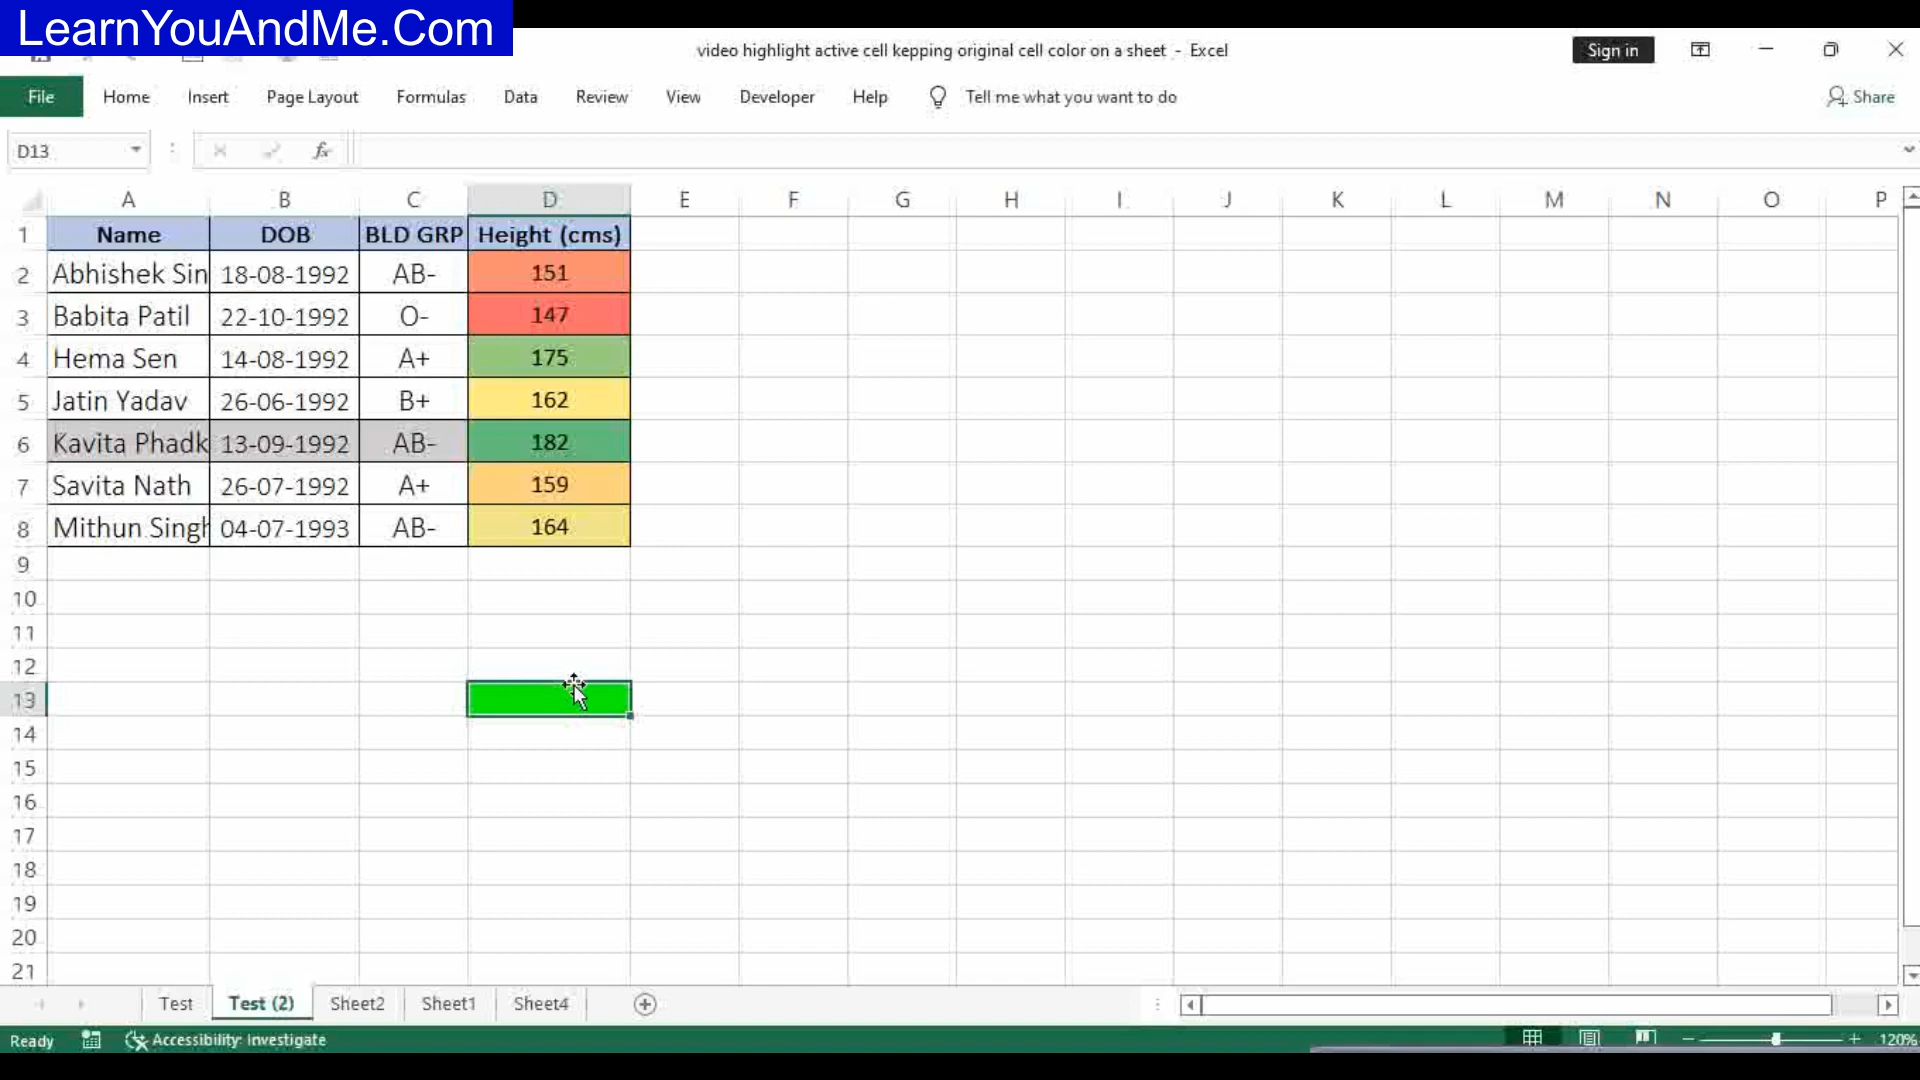 LearnYouAndMe.Com
video highlight active cell kepping original cell color on a sheet - Excel
Sign in
File Home Insert Page Layout Formulas Data Review View Developer Help Tell me what you want to do Share
D13 fx
A B C D E F G H I J K L M N O P
1 Name DOB BLD GRP Height (cms)
2 Abhishek Sin 18-08-1992 AB- 151
3 Babita Patil 22-10-1992 O- 147
4 Hema Sen 14-08-1992 A+ 175
5 Jatin Yadav 26-06-1992 B+ 162
6 Kavita Phadk 13-09-1992 AB- 182
7 Savita Nath 26-07-1992 A+ 159
8 Mithun Singh 04-07-1993 AB- 164
9
10
11
12
13
14
15
16
17
18
19
20
21
Test Test (2) Sheet2 Sheet1 Sheet4
Ready Accessibility: Investigate 120%